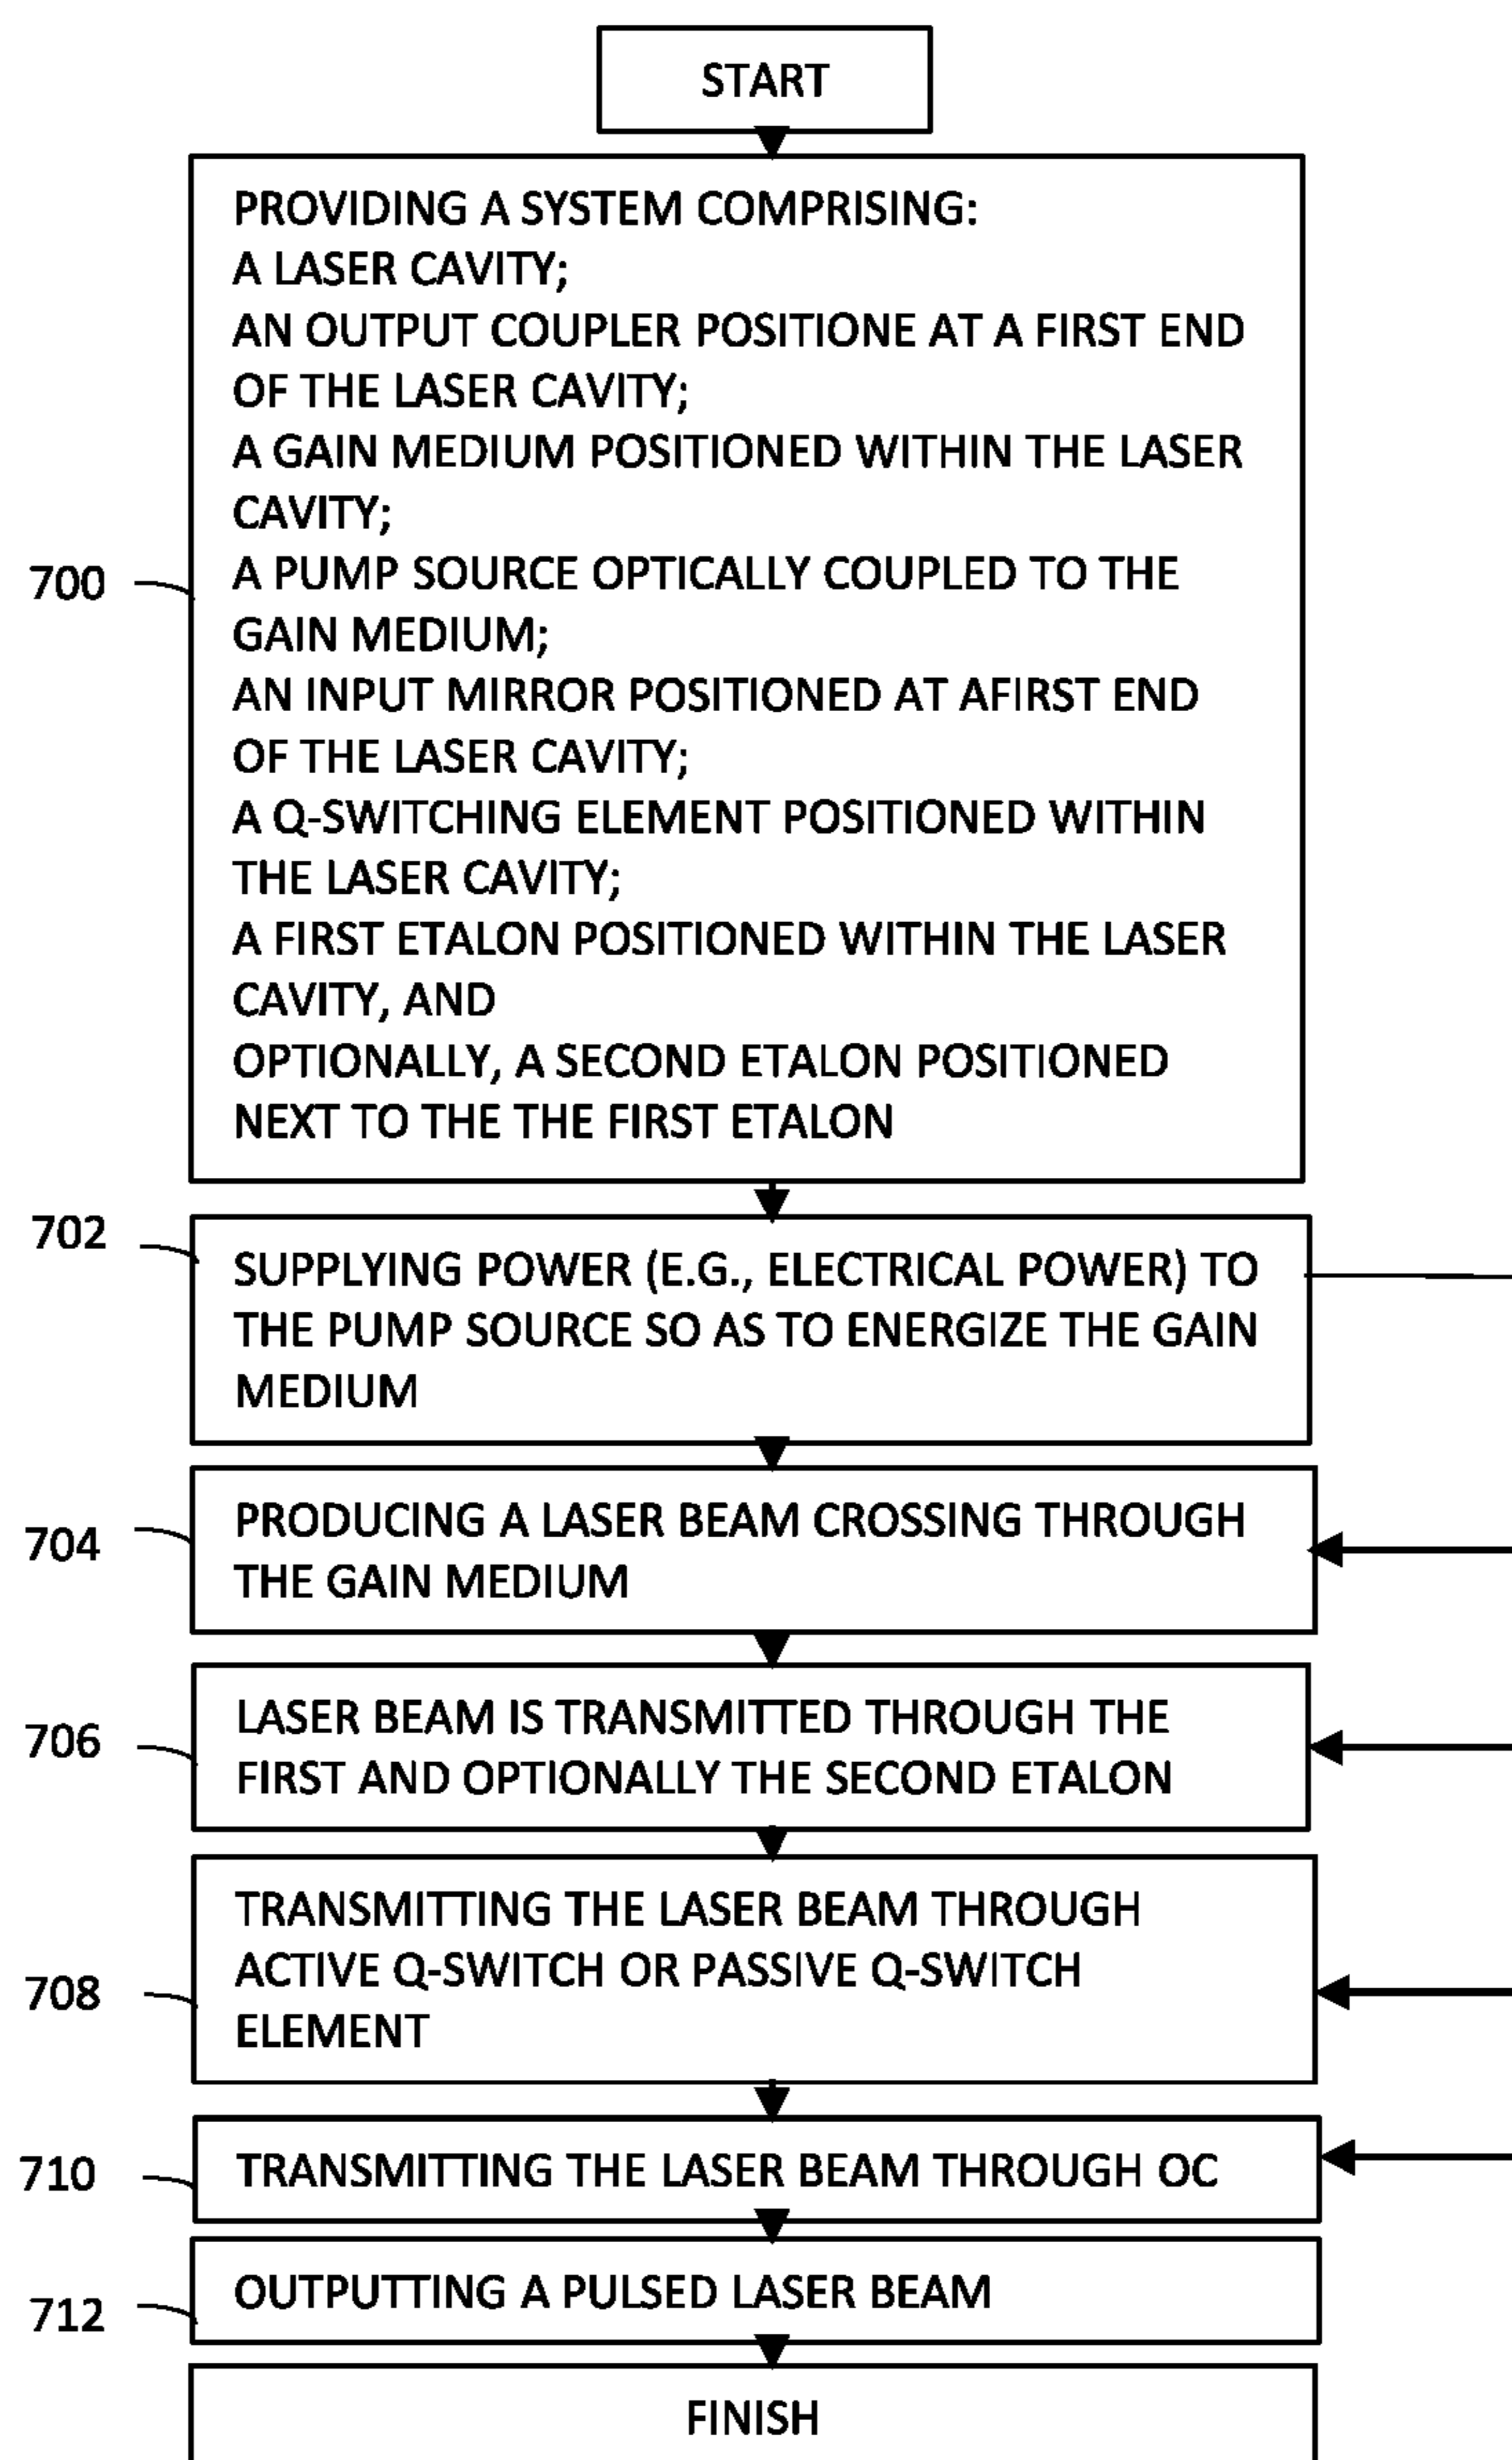 START
PROVIDING A SYSTEM COMPRISING:
A LASER CAVITY;
AN OUTPUT COUPLER POSITIONE AT A FIRST END
OF THE LASER CAVITY;
A GAIN MEDIUM POSITIONED WITHIN THE LASER
CAVITY;
700
A PUMP SOURCE OPTICALLY COUPLED TO THE
GAIN MEDIUM;
AN INPUT MIRROR POSITIONED AT AFIRST END
OF THE LASER CAVITY;
A Q-SWITCHING ELEMENT POSITIONED WITHIN
THE LASER CAVITY;
A FIRST ETALON POSITIONED WITHIN THE LASER
CAVITY, AND
OPTIONALLY, A SECOND ETALON POSITIONED
NEXT TO THE THE FIRST ETALON
702
SUPPLYING POWER (E.G., ELECTRICAL POWER) TO
THE PUMP SOURCE SO AS TO ENERGIZE THE GAIN
MEDIUM
704
PRODUCING A LASER BEAM CROSSING THROUGH
THE GAIN MEDIUM
706
LASER BEAM IS TRANSMITTED THROUGH THE
FIRST AND OPTIONALLY THE SECOND ETALON
708
TRANSMITTING THE LASER BEAM THROUGH
ACTIVE Q-SWITCH OR PASSIVE Q-SWITCH
ELEMENT
710
TRANSMITTING THE LASER BEAM THROUGH OC
712
OUTPUTTING A PULSED LASER BEAM
FINISH